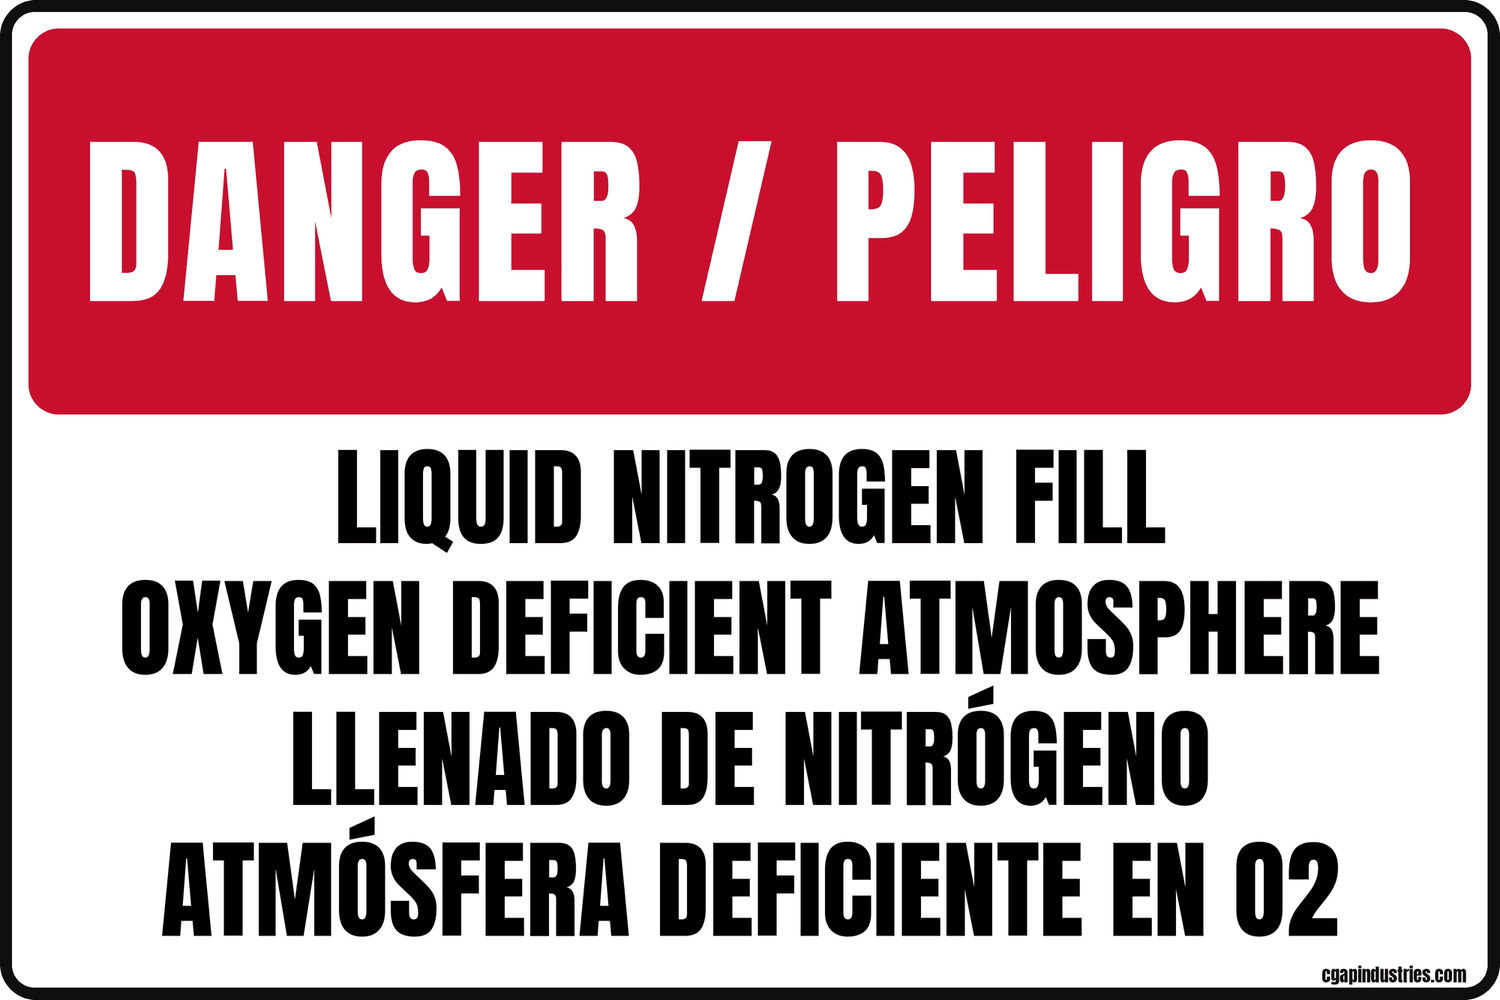 DANGER / PELIGRO
LIQUID NITROGEN FILL
OXYGEN DEFICIENT ATMOSPHERE
LLENADO DE NITRÓGENO
ATMÓSFERA DEFICIENTE EN O2
cgapindustries.com